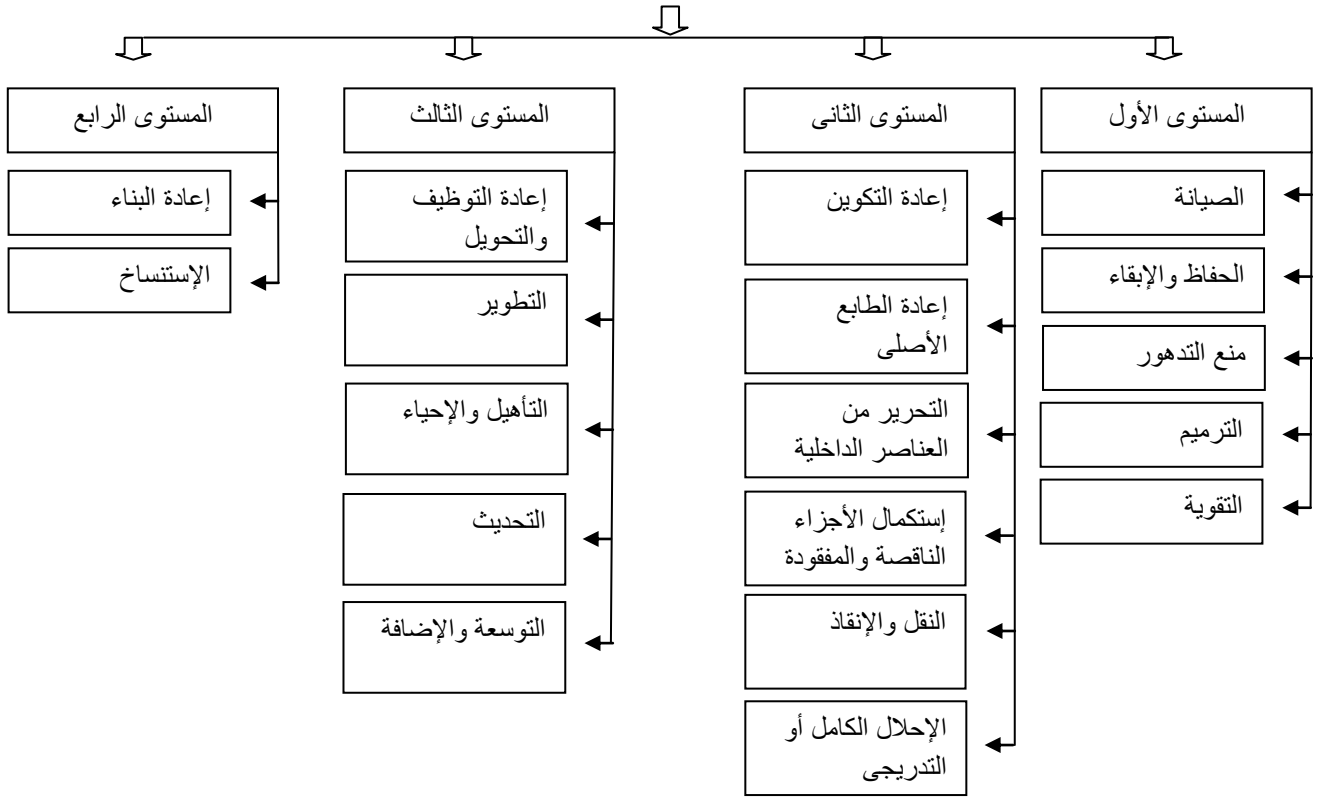 المستوى الأول
الصيانة
الحفاظ والإبقاء
منع التدهور
الترميم
التقوية
المستوى الثانى
إعادة التكوين
إعادة الطابع
الأصلى
التحرير من
العناصر الداخلية
إستكمال الأجزاء
الناقصة والمفقودة
النقل والإنقاذ
الإحلال الكامل أو
التدريجى
المستوى الثالث
إعادة التوظيف
والتحويل
التطوير
التأهيل والإحياء
التحديث
التوسعة والإضافة
المستوى الرابع
إعادة البناء
الإستنساخ